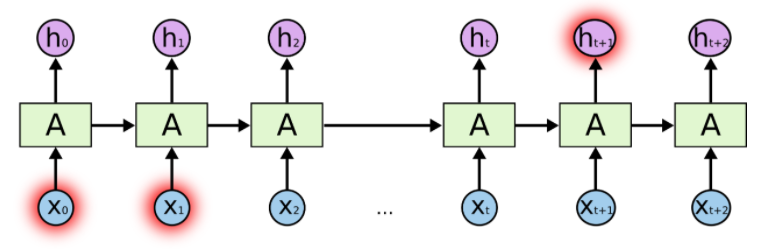 h₀ h₁ h₂ hₜ hₜ₊₁ hₜ₊₂
A A A A A A
x₀ x₁ x₂ ... xₜ xₜ₊₁ xₜ₊₂